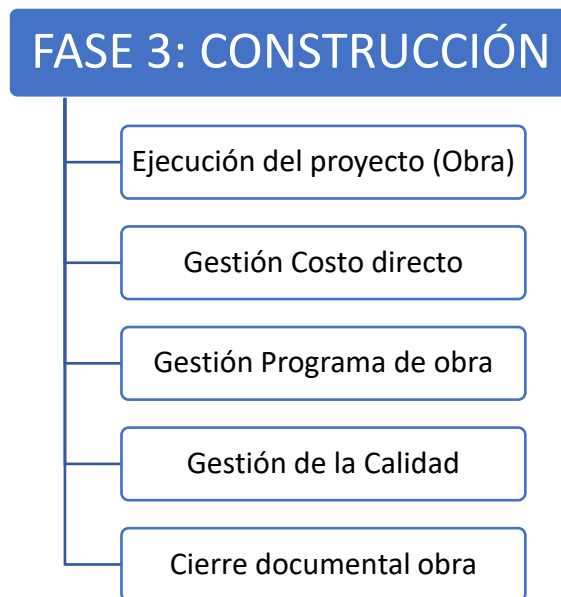 FASE 3: CONSTRUCCIÓN
Ejecución del proyecto (Obra)
Gestión Costo directo
Gestión Programa de obra
Gestión de la Calidad
Cierre documental obra